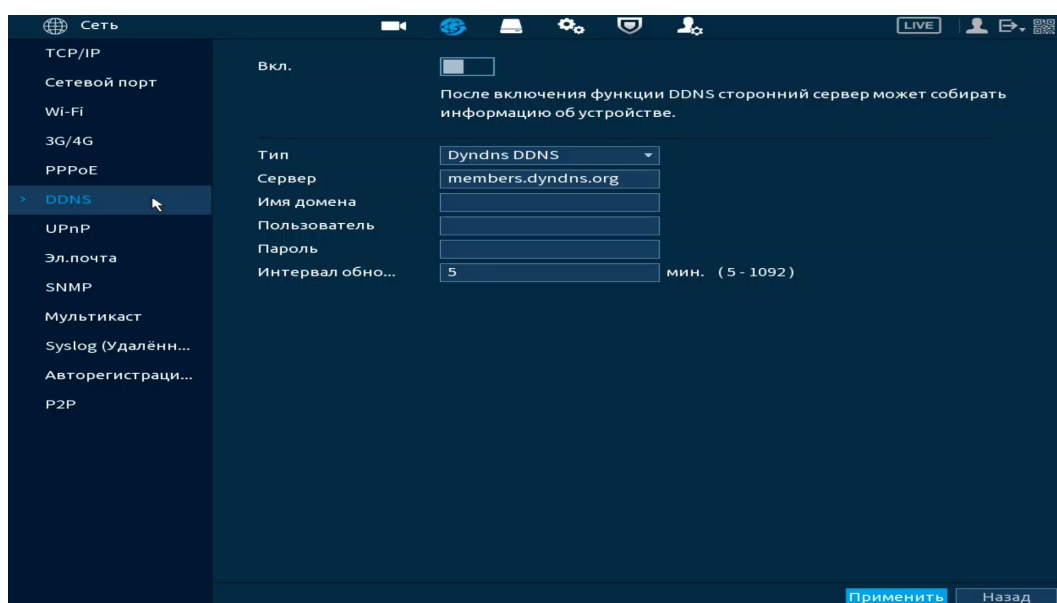 Сеть
LIVE
TCP/IP
Сетевой порт
Wi-Fi
3G/4G
PPPoE
> DDNS
UPnP
Эл.почта
SNMP
Мультикаст
Syslog (Удалённ...
Авторегистраци...
P2P
Вкл.
После включения функции DDNS сторонний сервер может собирать
информацию об устройстве.
Тип Dyndns DDNS
Сервер members.dyndns.org
Имя домена
Пользователь
Пароль
Интервал обно... 5 мин. (5-1092)
Применить Назад